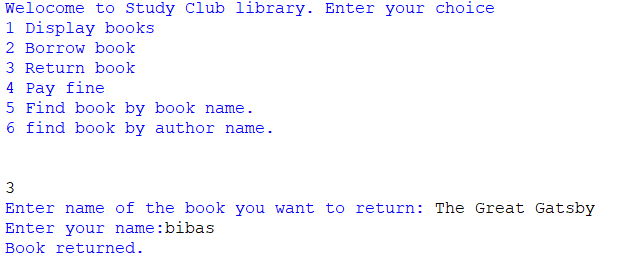 Welocome to Study Club library. Enter your choice
1 Display books
2 Borrow book
3 Return book
4 Pay fine
5 Find book by book name.
6 find book by author name.
3
Enter name of the book you want to return: The Great Gatsby
Enter your name:bibas
Book returned.